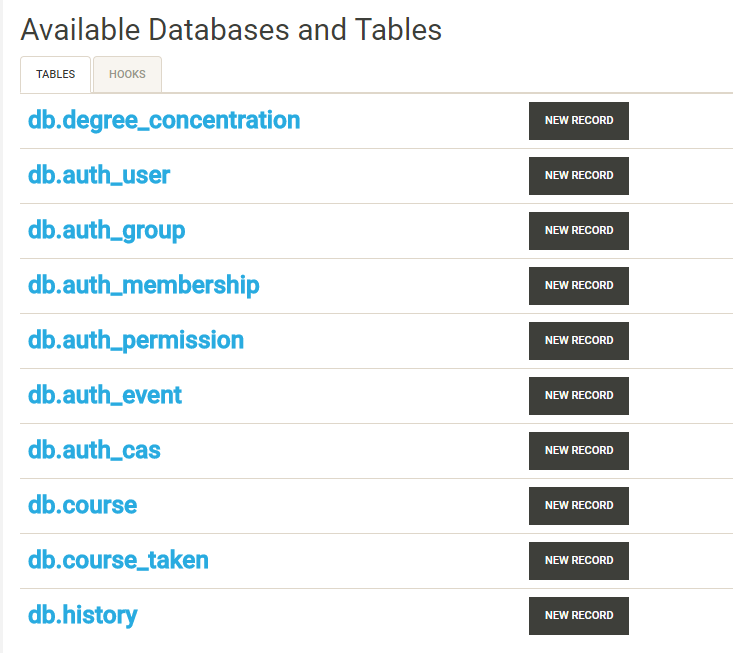 Available Databases and Tables
TABLES HOOKS
db.degree_concentration NEW RECORD
db.auth_user NEW RECORD
db.auth_group NEW RECORD
db.auth_membership NEW RECORD
db.auth_permission NEW RECORD
db.auth_event NEW RECORD
db.auth_cas NEW RECORD
db.course NEW RECORD
db.course_taken NEW RECORD
db.history NEW RECORD